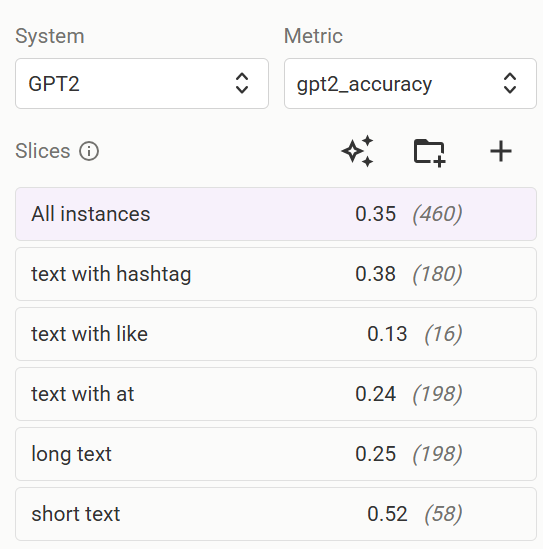 System Metric
GPT2 gpt2_accuracy
Slices
All instances 0.35 (460)
text with hashtag 0.38 (180)
text with like 0.13 (16)
text with at 0.24 (198)
long text 0.25 (198)
short text 0.52 (58)